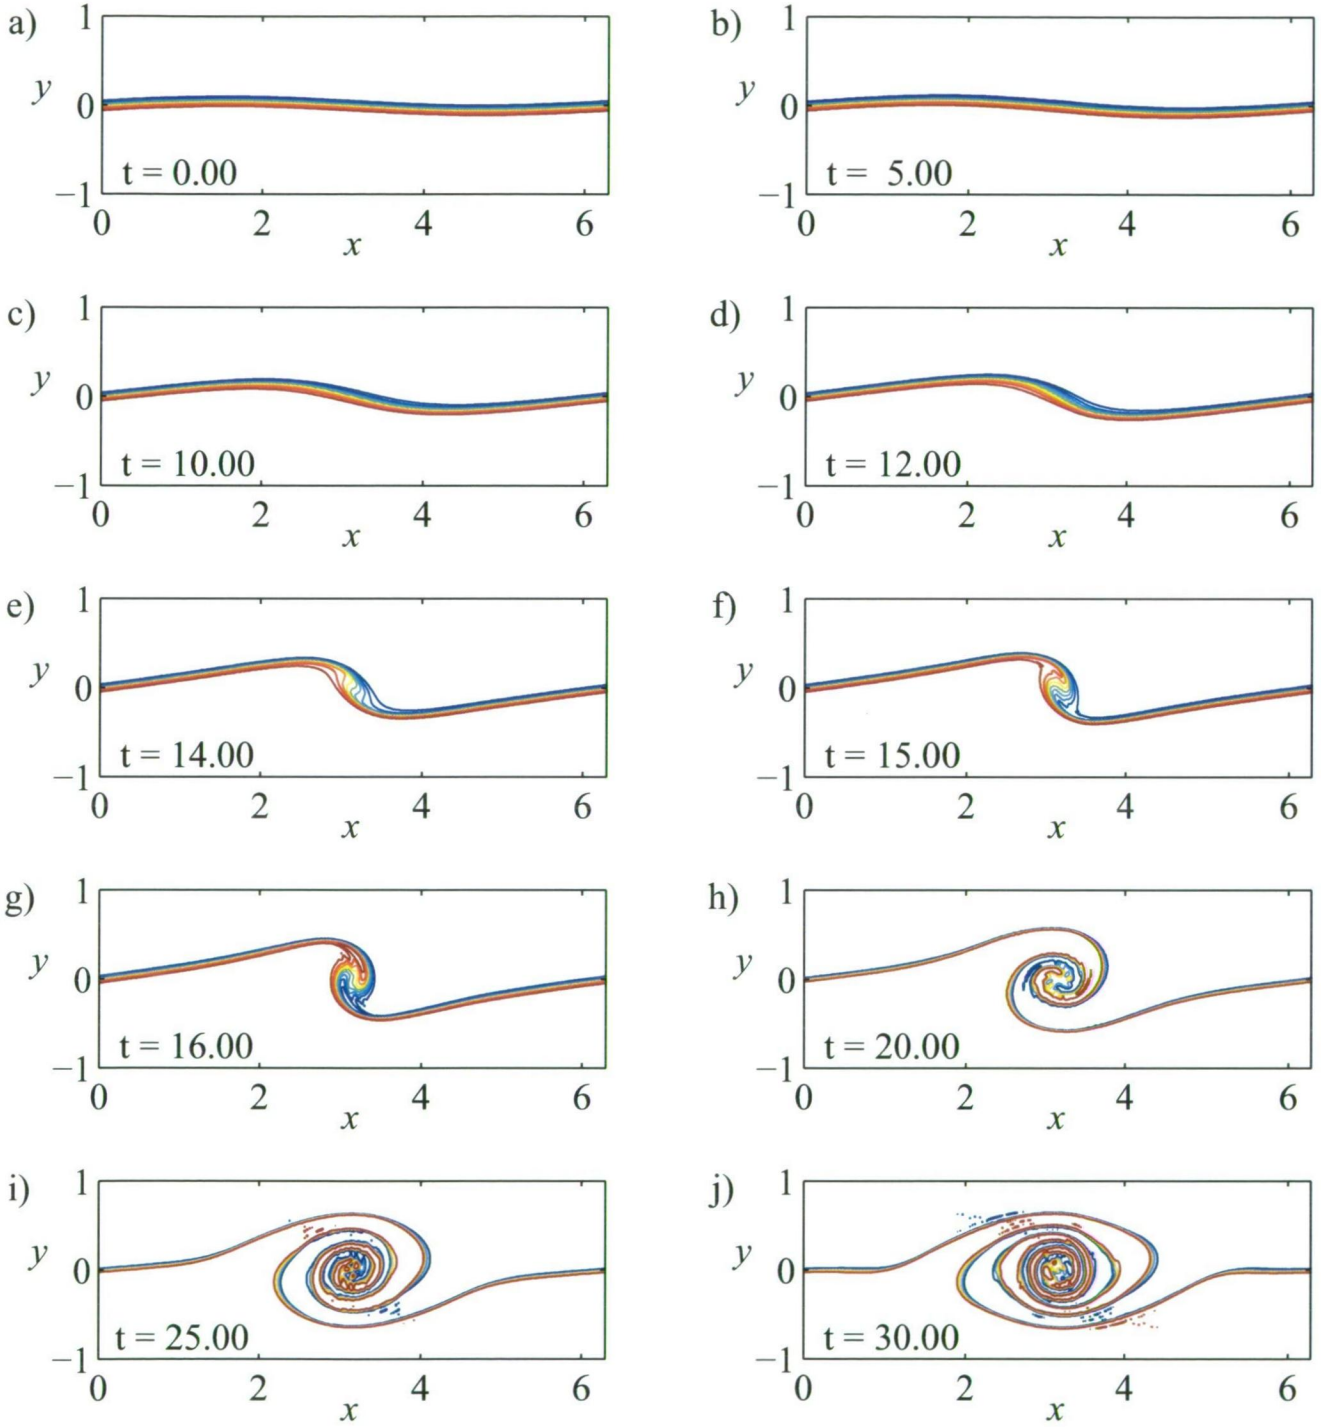 a) 1 b) 1
y 0 y 0
t = 0.00 t = 5.00
−1 −1
0 2 4 6 0 2 4 6
x x
c) 1 d) 1
y 0 y 0
t = 10.00 t = 12.00
−1 −1
0 2 4 6 0 2 4 6
x x
e) 1 f) 1
y 0 y 0
t = 14.00 t = 15.00
−1 −1
0 2 4 6 0 2 4 6
x x
g) 1 h) 1
y 0 y 0
t = 16.00 t = 20.00
−1 −1
0 2 4 6 0 2 4 6
x x
i) 1 j) 1
y 0 y 0
t = 25.00 t = 30.00
−1 −1
0 2 4 6 0 2 4 6
x x